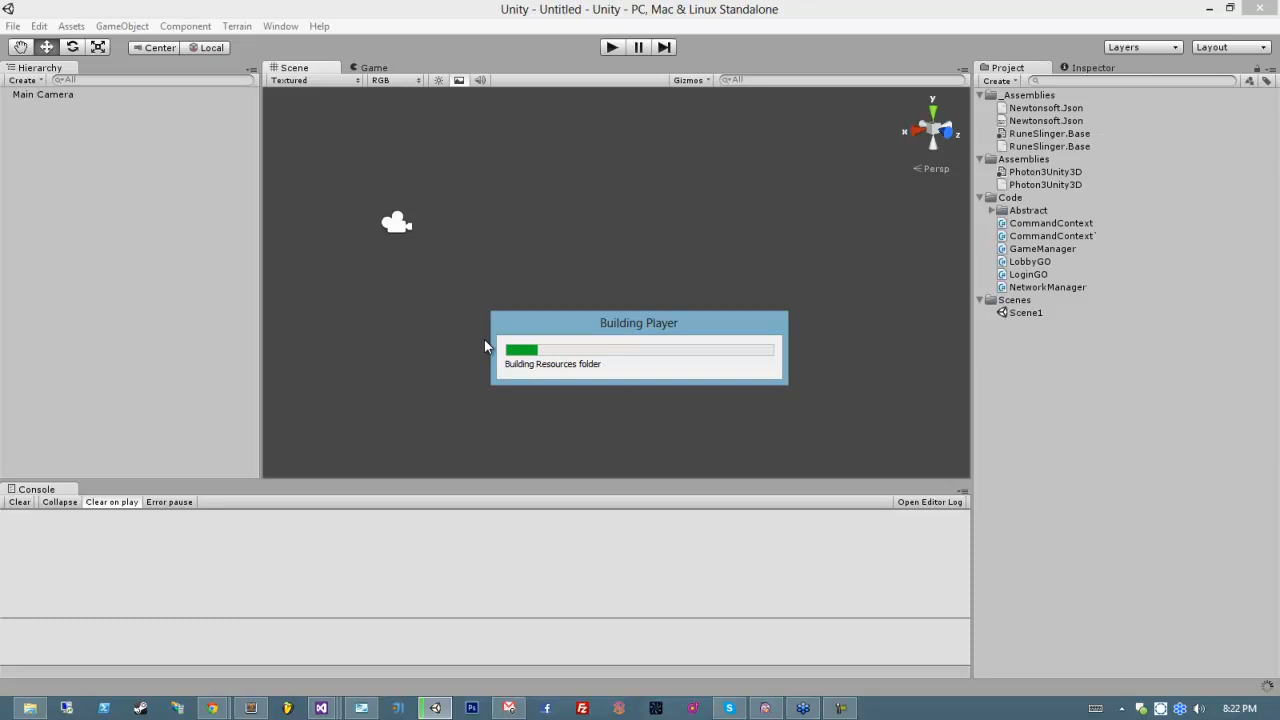 Unity - Untitled - Unity - PC, Mac & Linux Standalone
File Edit Assets GameObject Component Terrain Window Help
Center Local Layers Layout
Hierarchy Scene Game Project Inspector
Create All Textured RGB Gizmos All Create
Main Camera
_Assemblies
Newtonsoft.Json
Newtonsoft.Json
RuneSlinger.Base
RuneSlinger.Base
Assemblies
Photon3Unity3D
Photon3Unity3D
Code
Abstract
CommandContext
CommandContext`
GameManager
LobbyGO
LoginGO
NetworkManager
Scenes
Scene1
y
x
z
Persp
Building Player
Building Resources folder
Console
Clear Collapse Clear on play Error pause Open Editor Log
8:22 PM